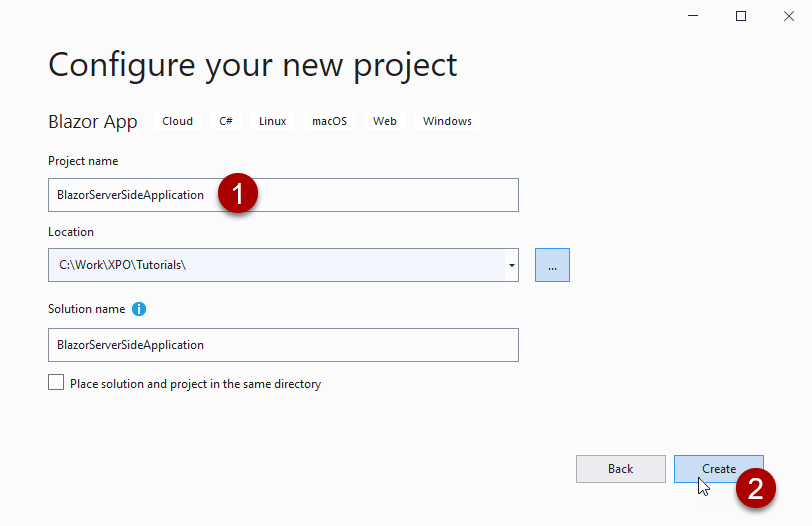 Configure your new project
Blazor App Cloud C# Linux macOS Web Windows
Project name
BlazorServerSideApplication 1
Location
C:\Work\XPO\Tutorials\ ...
Solution name i
BlazorServerSideApplication
Place solution and project in the same directory
Back Create 2